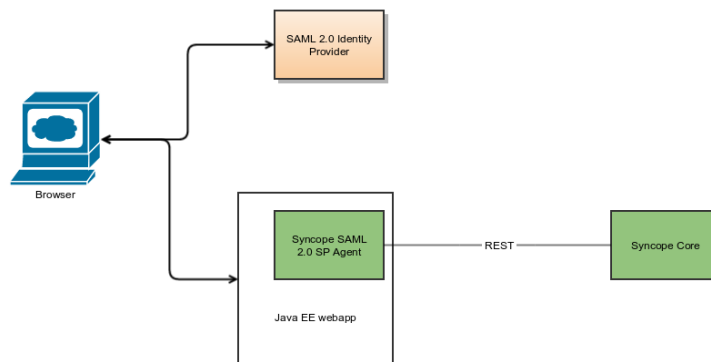 SAML 2.0 Identity
Provider
Browser
Syncope SAML
2.0 SP Agent
REST
Syncope Core
Java EE webapp